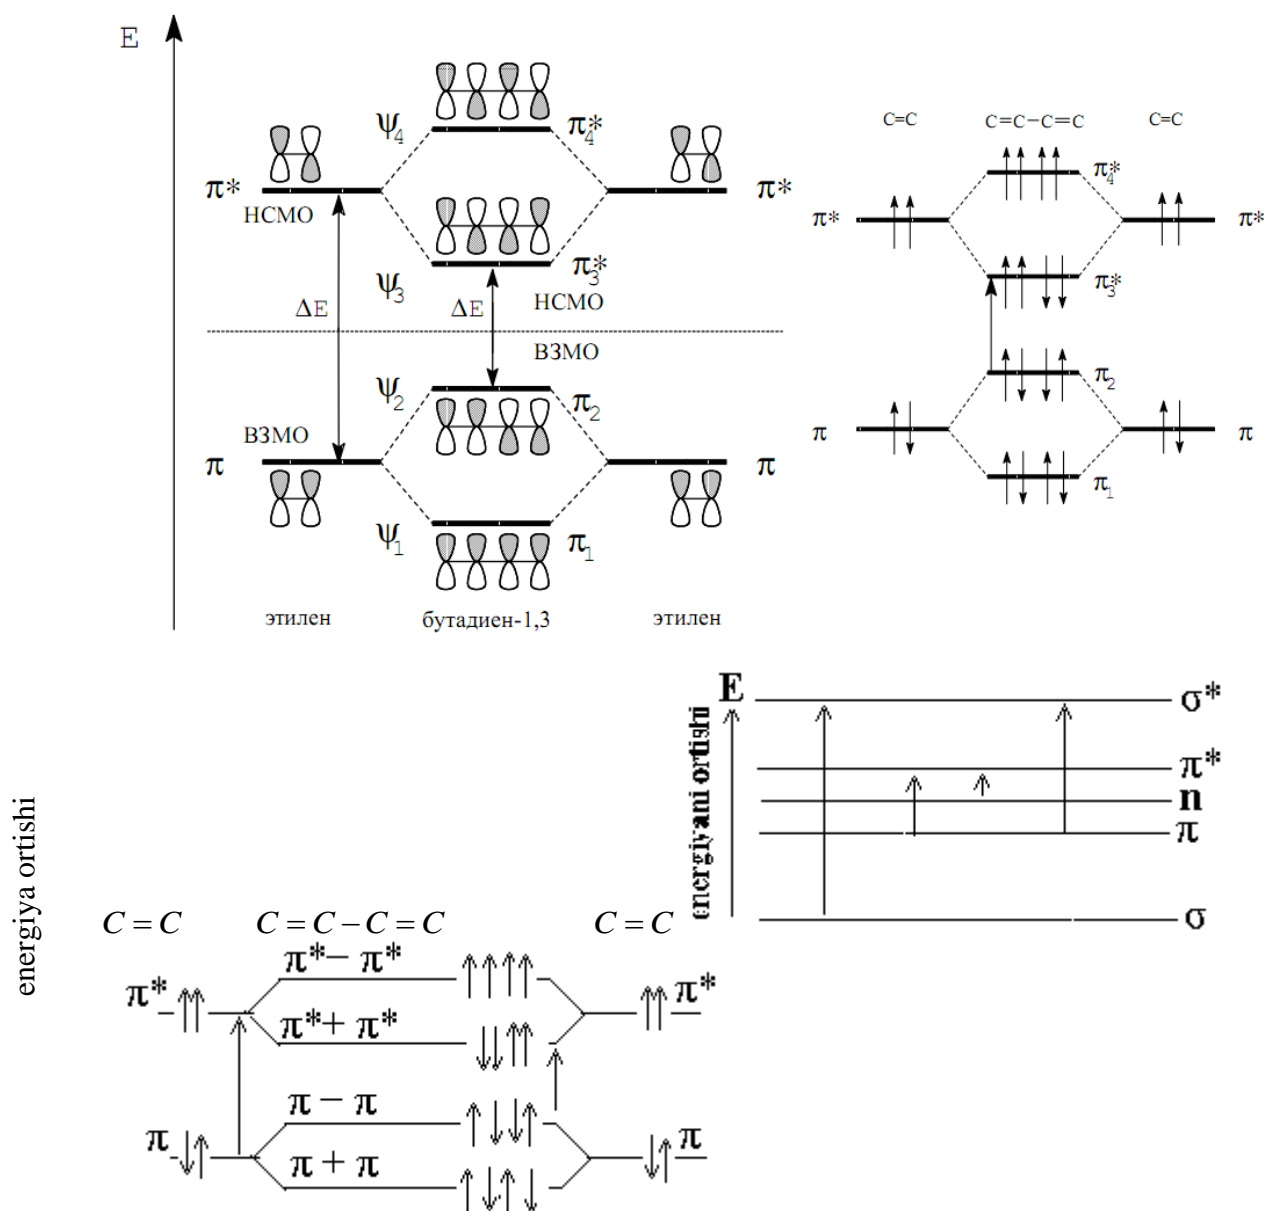 E
ψ4 π4*
π* НСМО π*
ψ3 π3*
ΔE ΔE НСМО
ВЗМО
ψ2 π2
ВЗМО
π π
ψ1 π1
этилен бутадиен-1,3 этилен
C=C C=C-C=C C=C
π4*
π* π*
π3*
π2
π π
π1
E σ*
π*
n
π
σ
energiyani ortishi
energiya ortishi
C = C C = C – C = C C = C
π*– π*
π* π*
π*+ π*
π – π
π π
π + π